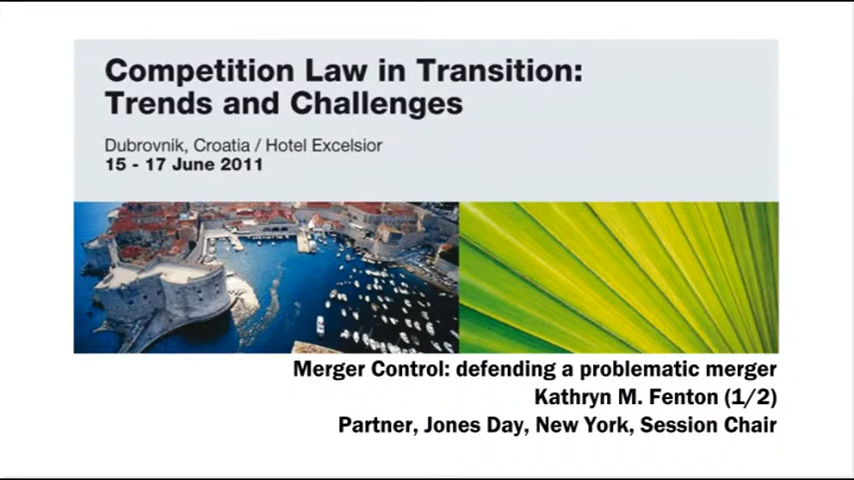 Competition Law in Transition:
Trends and Challenges
Dubrovnik, Croatia / Hotel Excelsior
15 - 17 June 2011
Merger Control: defending a problematic merger
Kathryn M. Fenton (1/2)
Partner, Jones Day, New York, Session Chair